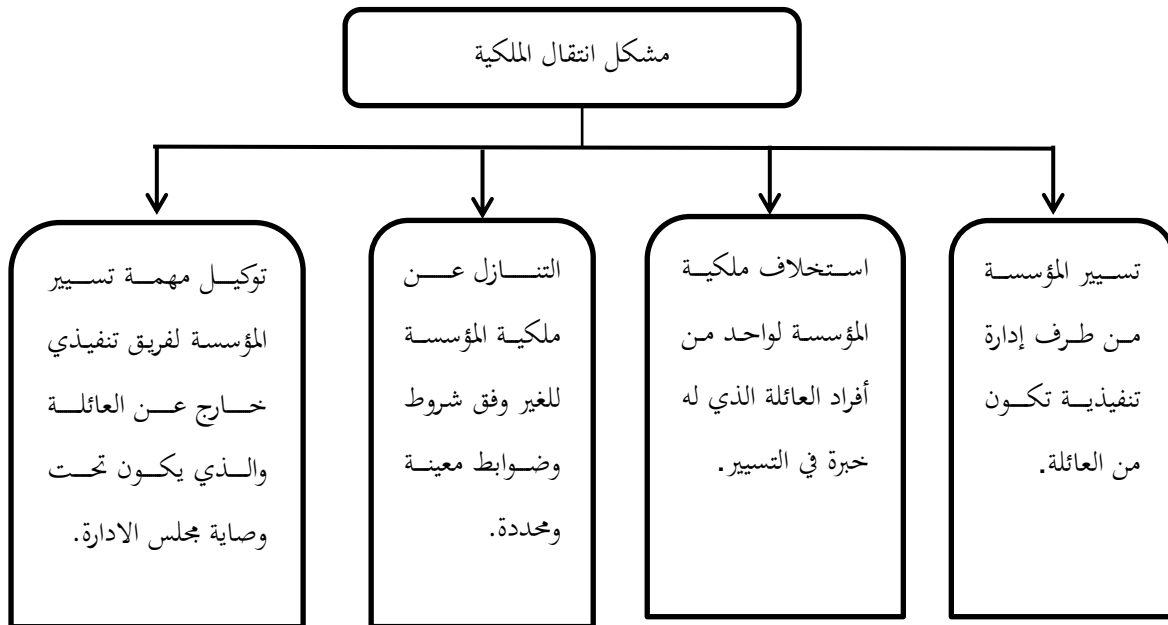 مشكل انتقال الملكية
تسيير المؤسسة
من طرف إدارة
تنفيذية تكون
من العائلة.
استخلاف ملكية
المؤسسة لواحد من
أفراد العائلة الذي له
خبرة في التسيير.
التنازل عن
ملكية المؤسسة
للغير وفق شروط
وضوابط معينة
ومحددة.
توكيل مهمة تسيير
المؤسسة لفريق تنفيذي
خارج عن العائلة
والذي يكون تحت
وصاية مجلس الادارة.